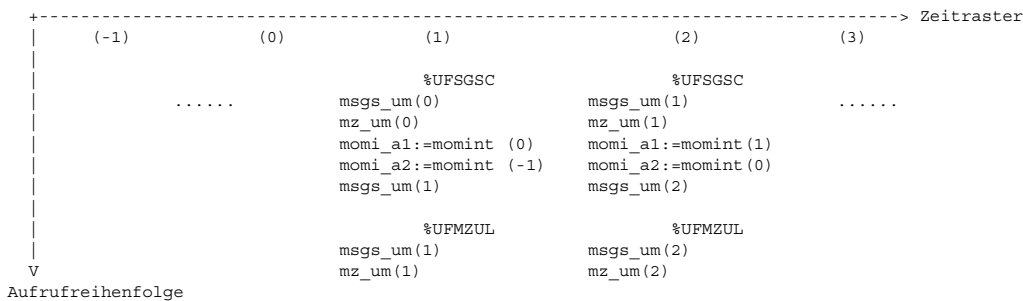 +--------------------------------------------------------------------------------> Zeitraster
| (-1) (0) (1) (2) (3)
|
|
| %UFSGSC %UFSGSC
| ...... msgs_um(0) msgs_um(1) ......
| mz_um(0) mz_um(1)
| momi_a1:=momint (0) momi_a1:=momint(1)
| momi_a2:=momint (-1) momi_a2:=momint(0)
| msgs_um(1) msgs_um(2)
|
| %UFMZUL %UFMZUL
| msgs_um(1) msgs_um(2)
V mz_um(1) mz_um(2)
Aufrufreihenfolge